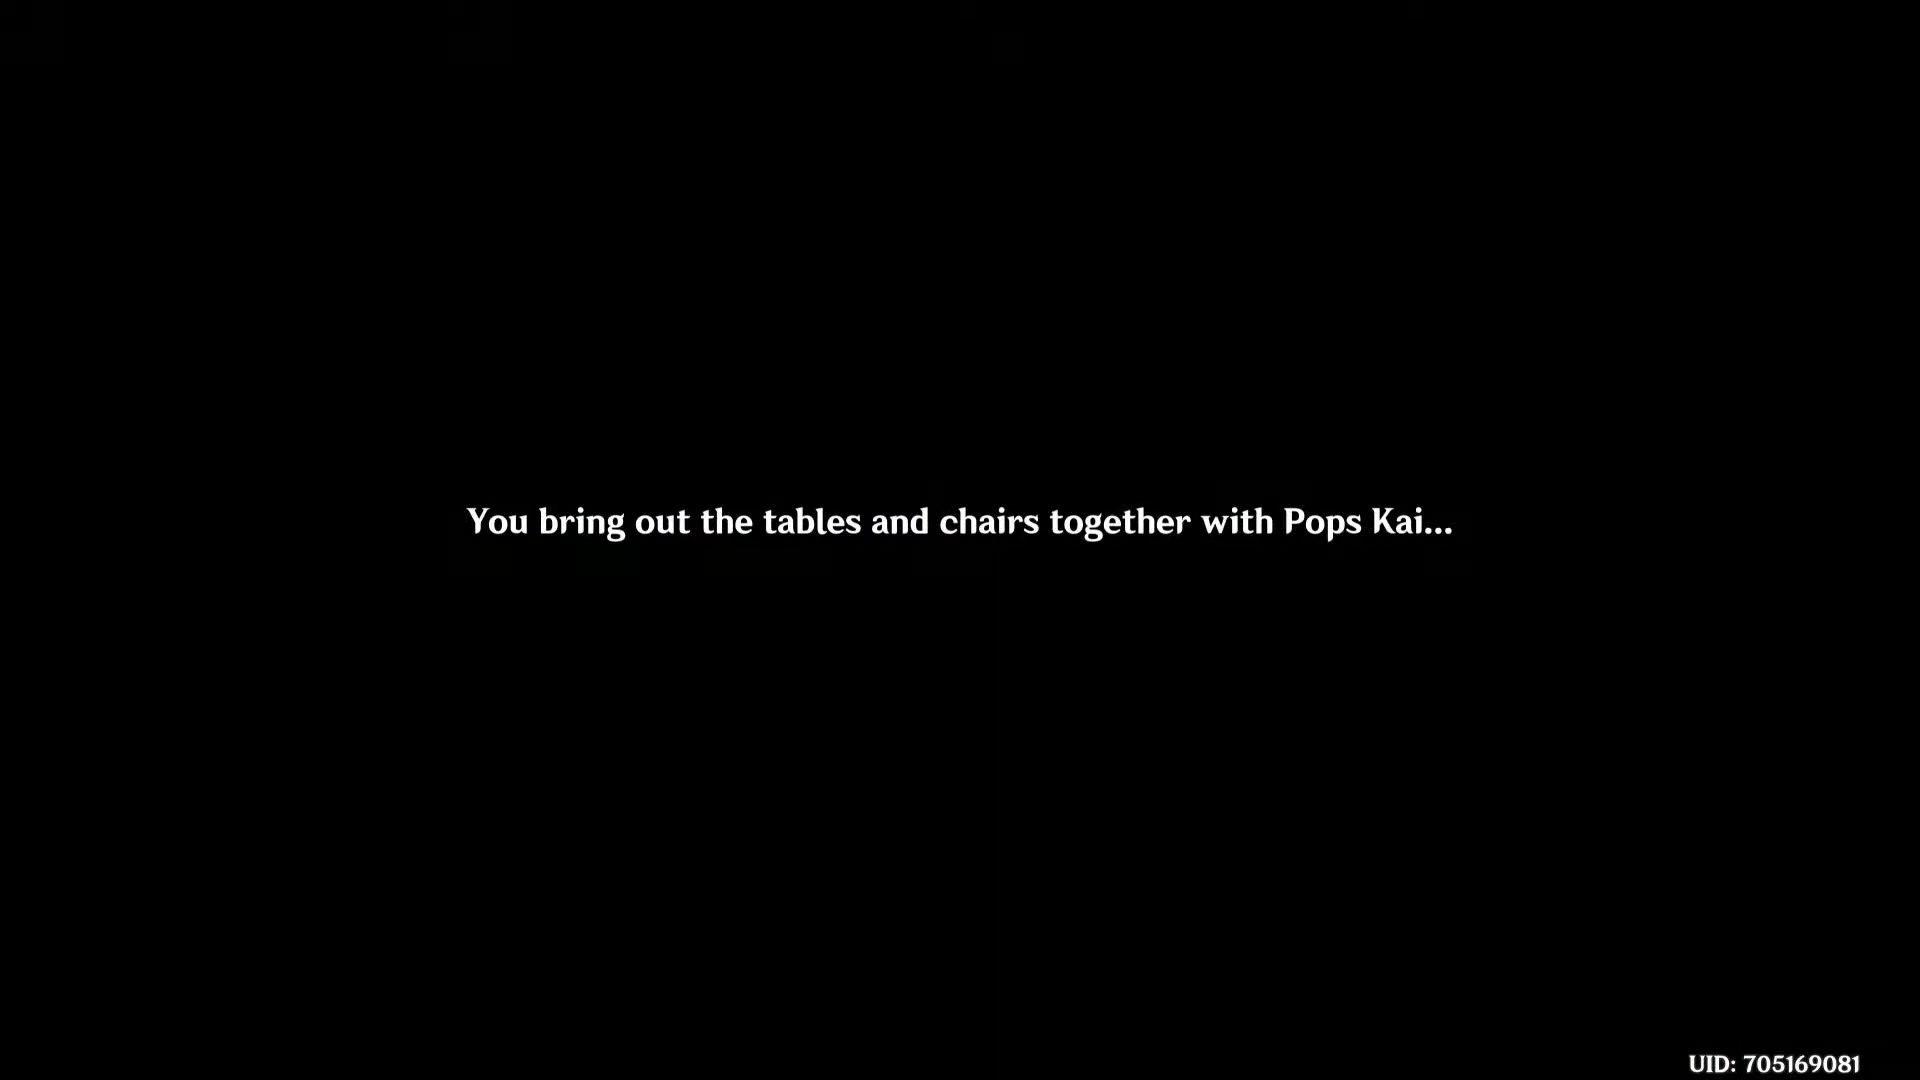 You bring out the tables and chairs together with Pops Kai...
UID: 705169081